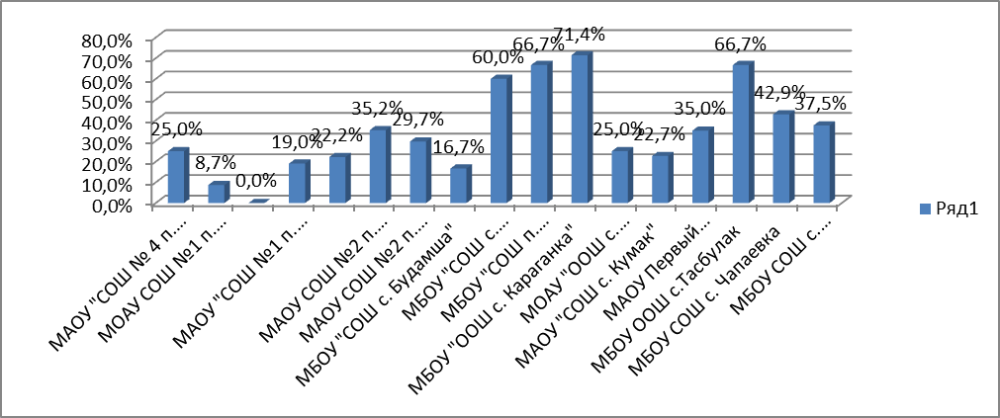 80,0%
70,0%
60,0%
50,0%
40,0%
30,0%
20,0%
10,0%
0,0%
25,0%
8,7%
0,0%
19,0%
22,2%
35,2%
29,7%
16,7%
60,0%
66,7%
71,4%
25,0%
22,7%
35,0%
66,7%
42,9%
37,5%
МАОУ "СОШ № 4 п.…
МОАУ СОШ №1 п.…
МАОУ "СОШ №1 п.…
МАОУ СОШ №2 п.…
МАОУ СОШ №2 п.…
МБОУ "СОШ с. Будамша"
МБОУ "СОШ с.…
МБОУ "СОШ п.…
МБОУ "ООШ с. Караганка"
МОАУ "ООШ с.…
МАОУ "СОШ с. Кумак"
МАОУ Первый…
МБОУ ООШ с.Тасбулак
МБОУ СОШ с. Чапаевка
МБОУ СОШ с.…
Ряд1